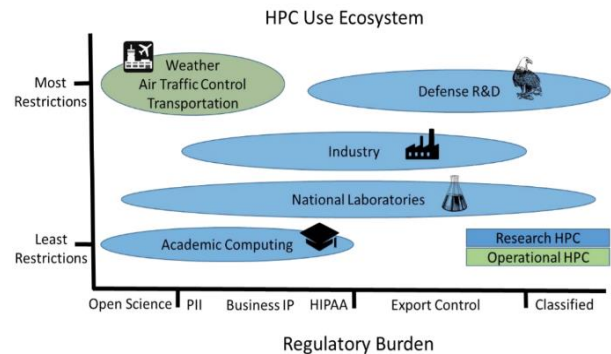 HPC Use Ecosystem
Most
Restrictions
Weather
Air Traffic Control
Transportation
Defense R&D
Industry
National Laboratories
Least
Restrictions
Academic Computing
Research HPC
Operational HPC
Open Science
PII
Business IP
HIPAA
Export Control
Classified
Regulatory Burden